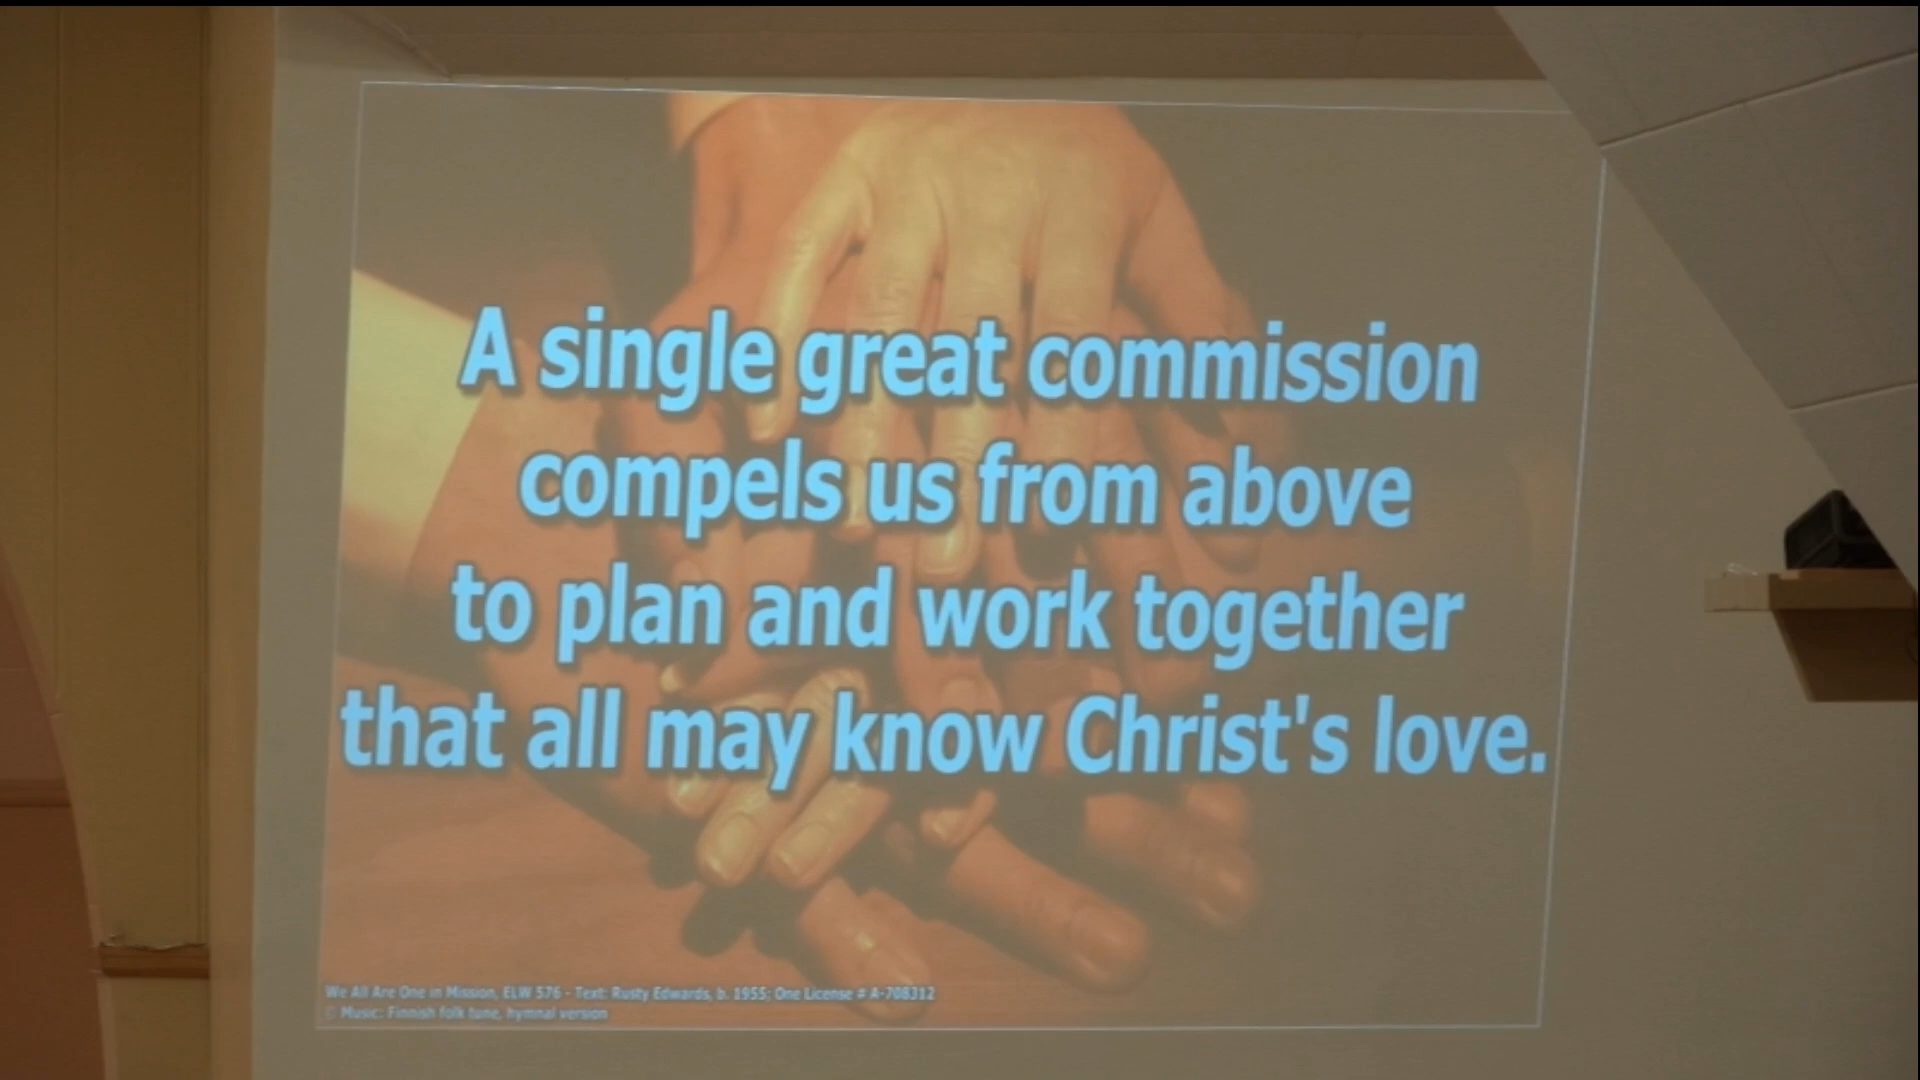 A single great commission
compels us from above
to plan and work together
that all may know Christ's love.
We All Are One in Mission, ELW 576 - Text: Rusty Edwards, b. 1955; One License # A-708312
© Music: Finnish folk tune, hymnal version